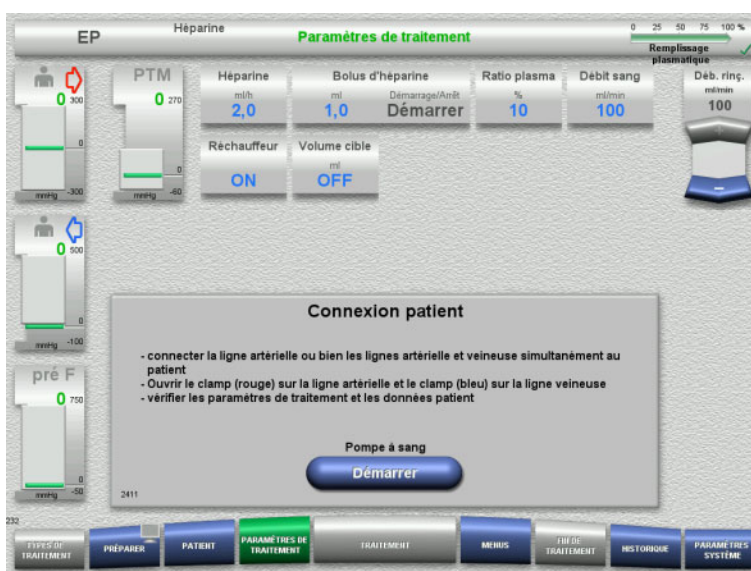 EP
Héparine
Paramètres de traitement
0 25 50 75 100 %
Remplissage
plasmatique
0 300
0
mmHg -300
PTM
0 270
0
mmHg -60
Héparine
ml/h
2,0
Bolus d'héparine
ml Démarrage/Arrêt
1,0 Démarrer
Ratio plasma
%
10
Débit sang
ml/min
100
Déb. rinç.
ml/min
100
+
−
Réchauffeur
ON
Volume cible
ml
OFF
0 500
0
mmHg -100
pré F
0 750
0
mmHg -50
Connexion patient
- connecter la ligne artérielle ou bien les lignes artérielle et veineuse simultanément au
patient
- Ouvrir le clamp (rouge) sur la ligne artérielle et le clamp (bleu) sur la ligne veineuse
- vérifier les paramètres de traitement et les données patient
Pompe à sang
Démarrer
2411
232
TYPES DE
TRAITEMENT
PRÉPARER
PATIENT
PARAMÈTRES DE
TRAITEMENT
TRAITEMENT
MENUS
FIN DE
TRAITEMENT
HISTORIQUE
PARAMÈTRES
SYSTÈME